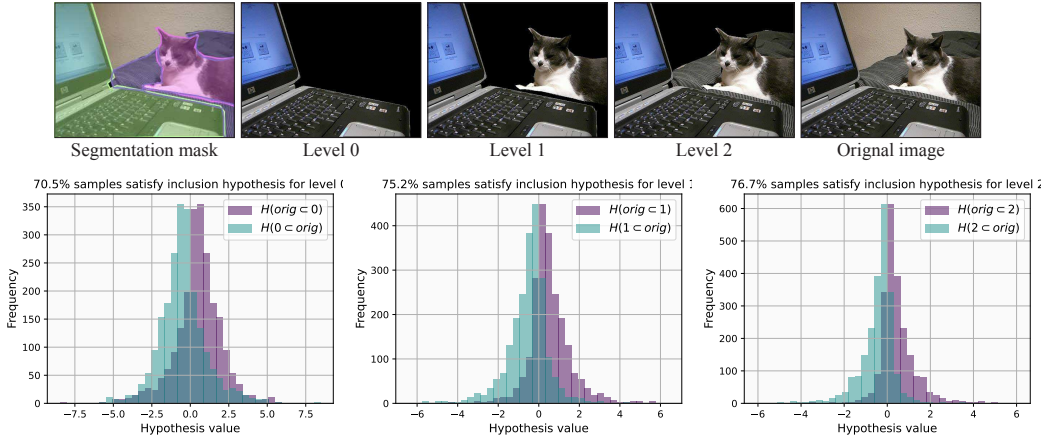 Segmentation mask
Level 0
Level 1
Level 2
Orignal image
70.5% samples satisfy inclusion hypothesis for level
75.2% samples satisfy inclusion hypothesis for level
76.7% samples satisfy inclusion hypothesis for level 2
H(orig ⊂ 0)
H(0 ⊂ orig)
H(orig ⊂ 1)
H(1 ⊂ orig)
H(orig ⊂ 2)
H(2 ⊂ orig)
Frequency
350
300
250
200
150
100
50
0
−7.5
−5.0
−2.5
0.0
2.5
5.0
7.5
Hypothesis value
Frequency
400
300
200
100
0
−6
−4
−2
0
2
4
6
Hypothesis value
Frequency
600
500
400
300
200
100
0
−6
−4
−2
0
2
4
6
Hypothesis value